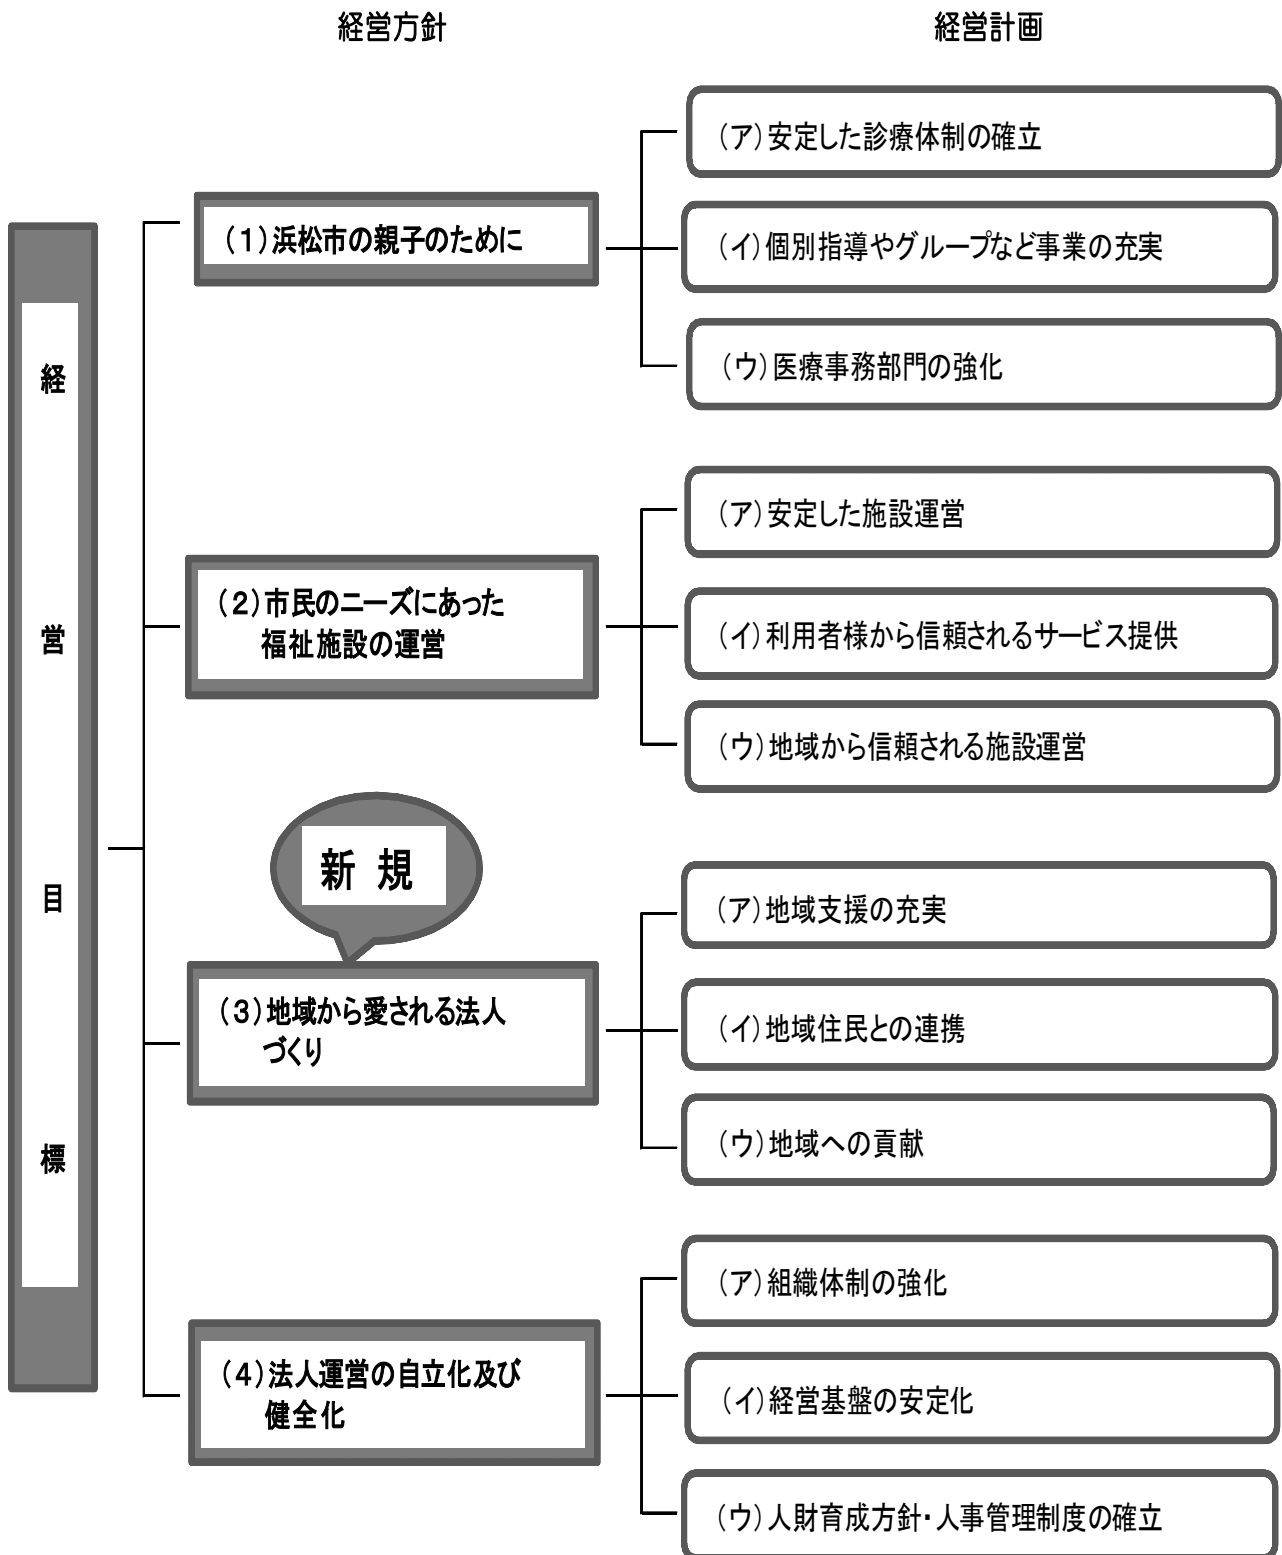 経営方針
経営計画
経営目標
(1)浜松市の親子のために
(ア)安定した診療体制の確立
(イ)個別指導やグループなど事業の充実
(ウ)医療事務部門の強化
(2)市民のニーズにあった
福祉施設の運営
(ア)安定した施設運営
(イ)利用者様から信頼されるサービス提供
(ウ)地域から信頼される施設運営
新 規
(3)地域から愛される法人
づくり
(ア)地域支援の充実
(イ)地域住民との連携
(ウ)地域への貢献
(4)法人運営の自立化及び
健全化
(ア)組織体制の強化
(イ)経営基盤の安定化
(ウ)人財育成方針・人事管理制度の確立